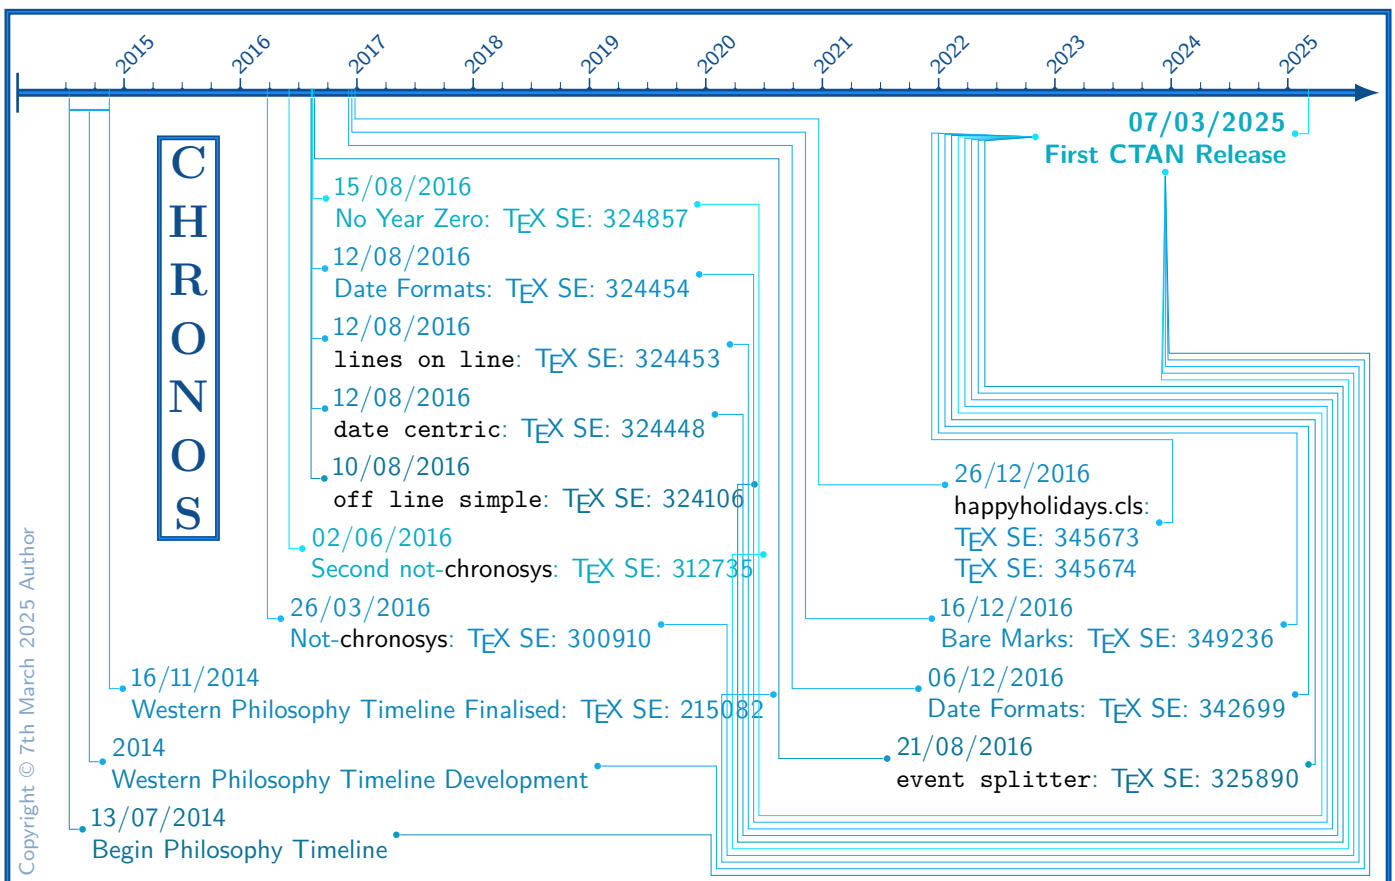 2015 2016 2017 2018 2019 2020 2021 2022 2023 2024 2025
07/03/2025
First CTAN Release
C
H
R
O
N
O
S
15/08/2016
No Year Zero: TEX SE: 324857
12/08/2016
Date Formats: TEX SE: 324454
12/08/2016
lines on line: TEX SE: 324453
12/08/2016
date centric: TEX SE: 324448
10/08/2016
off line simple: TEX SE: 324106
02/06/2016
Second not-chronosys: TEX SE: 312735
26/03/2016
Not-chronosys: TEX SE: 300910
16/11/2014
Western Philosophy Timeline Finalised: TEX SE: 215082
2014
Western Philosophy Timeline Development
13/07/2014
Begin Philosophy Timeline
26/12/2016
happyholidays.cls:
TEX SE: 345673
TEX SE: 345674
16/12/2016
Bare Marks: TEX SE: 349236
06/12/2016
Date Formats: TEX SE: 342699
21/08/2016
event splitter: TEX SE: 325890
Copyright © 7th March 2025 Author